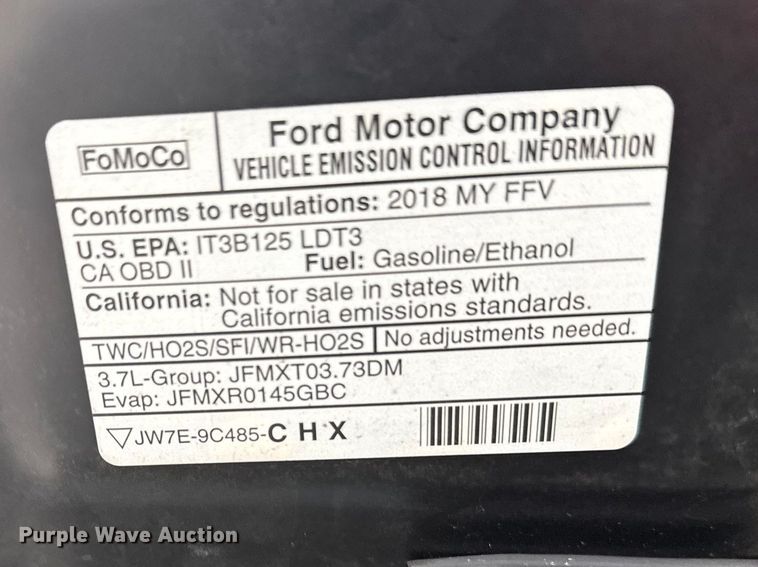 FoMoCo
Ford Motor Company
VEHICLE EMISSION CONTROL INFORMATION
Conforms to regulations: 2018 MY FFV
U.S. EPA: IT3B125 LDT3
CA OBD II Fuel: Gasoline/Ethanol
California: Not for sale in states with
California emissions standards.
TWC/HO2S/SFI/WR-HO2S No adjustments needed.
3.7L-Group: JFMXT03.73DM
Evap: JFMXR0145GBC
JW7E-9C485-C H X
Purple Wave Auction